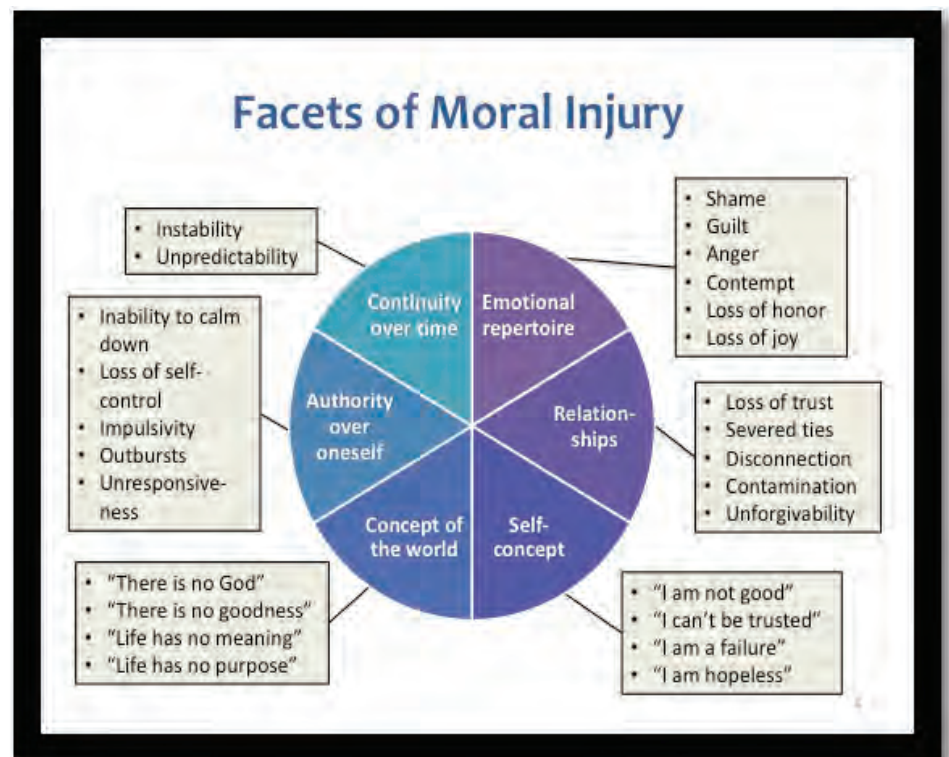 Facets of Moral Injury
• Instability
• Unpredictability
• Shame
• Guilt
• Anger
• Contempt
• Loss of honor
• Loss of joy
Continuity
over time
Emotional
repertoire
• Inability to calm
down
• Loss of self-
control
• Impulsivity
• Outbursts
• Unresponsive-
ness
Authority
over
oneself
Relation-
ships
• Loss of trust
• Severed ties
• Disconnection
• Contamination
• Unforgivability
Concept of
the world
Self-
concept
• “There is no God”
• “There is no goodness”
• “Life has no meaning”
• “Life has no purpose”
• “I am not good”
• “I can’t be trusted”
• “I am a failure”
• “I am hopeless”